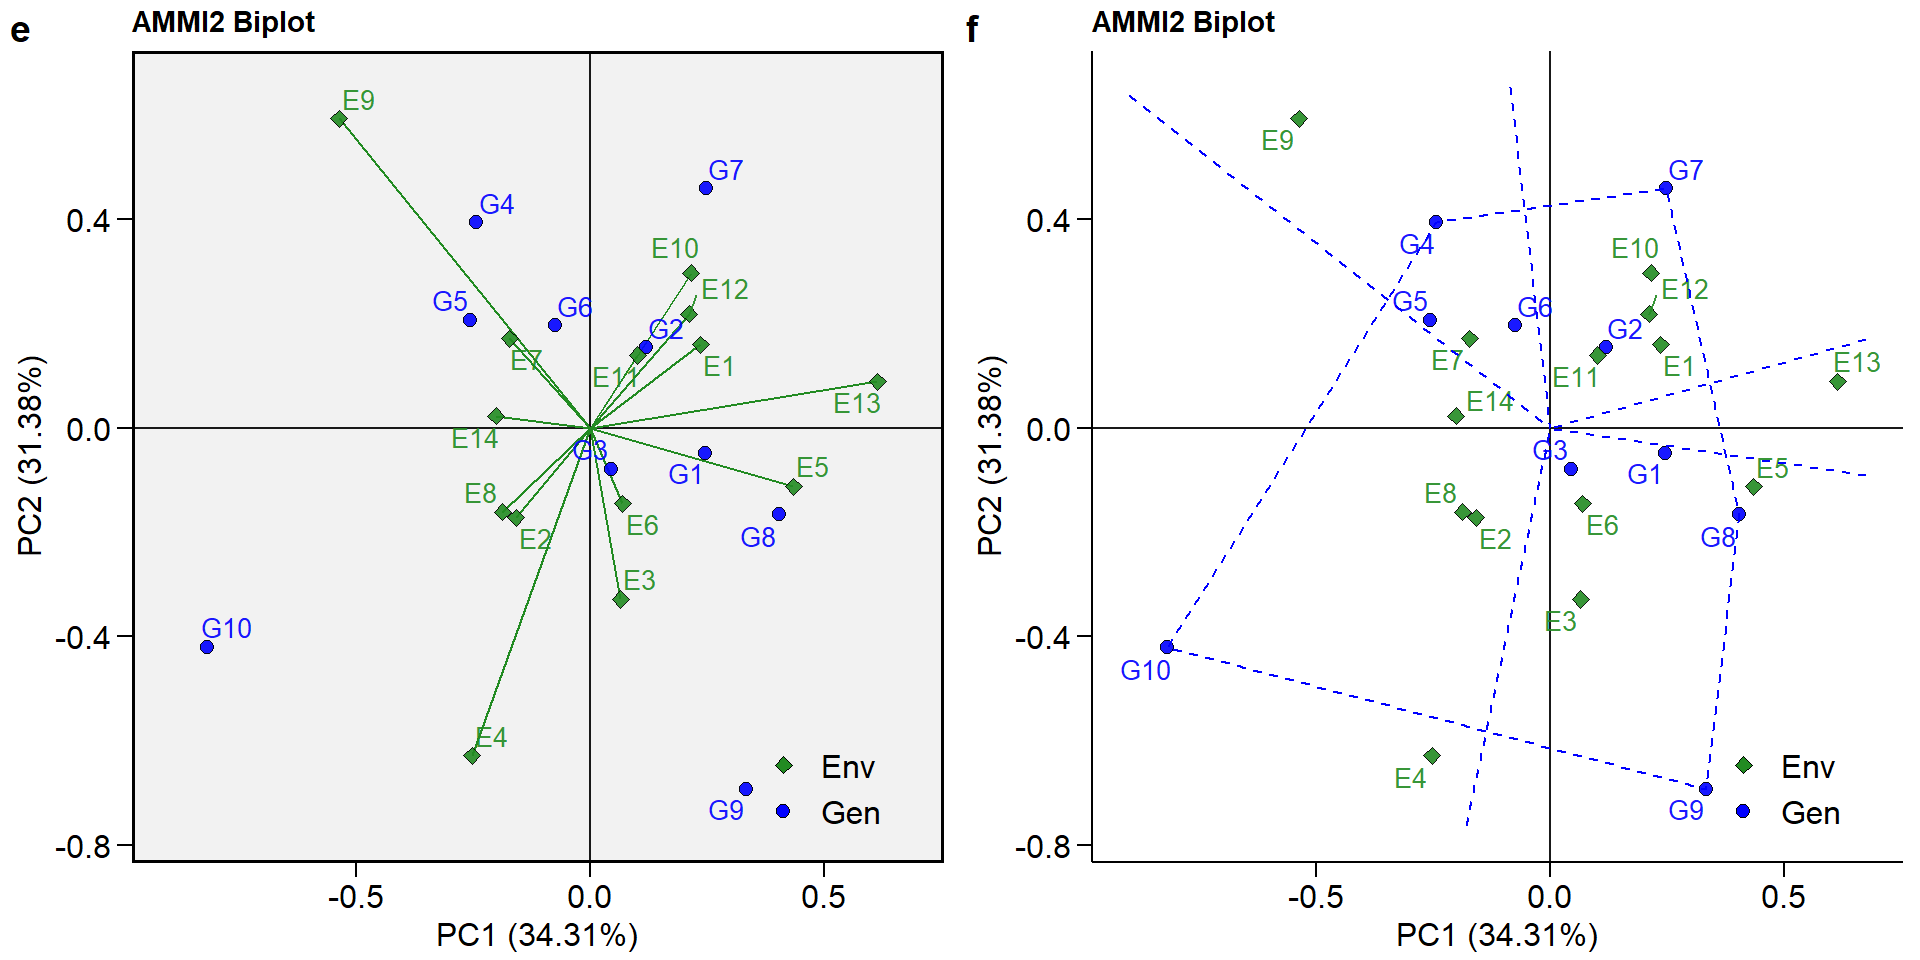 e
AMMI2 Biplot
E9
G7
G4
0.4
E10
E12
G5
G6
G2
E7
E11
E1
E13
0.0
E14
G3
G1
E5
E8
E2
E6
G8
E3
G10
-0.4
E4
Env
G9
Gen
-0.8
-0.5
0.0
0.5
PC1 (34.31%)
PC2 (31.38%)
f
AMMI2 Biplot
E9
G7
G4
0.4
E10
E12
G5
G6
G2
E7
E11
E1
E13
E14
0.0
G3
G1
E5
E8
E2
E6
G8
E3
-0.4
G10
E4
Env
G9
Gen
-0.8
-0.5
0.0
0.5
PC1 (34.31%)
PC2 (31.38%)